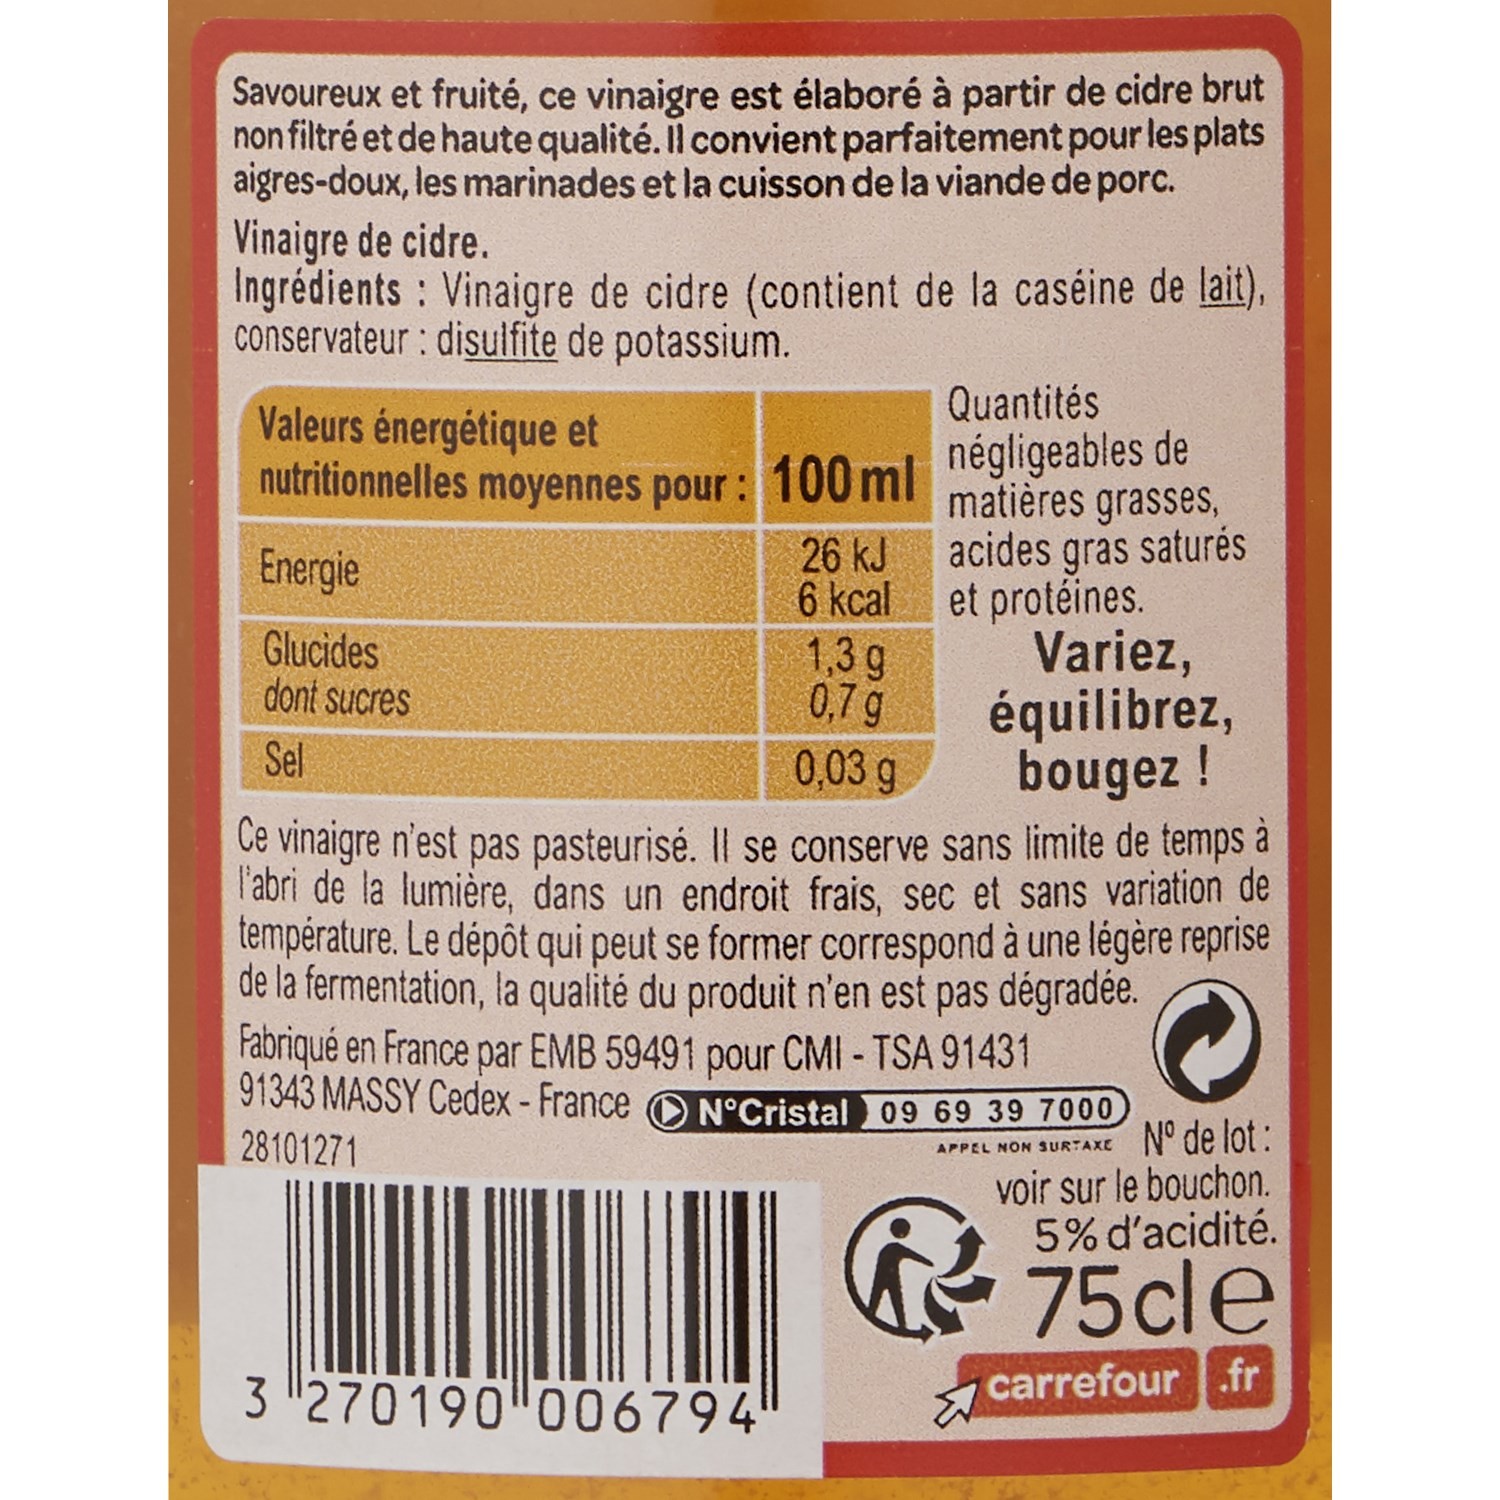 Savoureux et fruité, ce vinaigre est élaboré à partir de cidre brut
non filtré et de haute qualité. Il convient parfaitement pour les plats
aigres-doux, les marinades et la cuisson de la viande de porc.
Vinaigre de cidre.
Ingrédients : Vinaigre de cidre (contient de la caséine de lait),
conservateur : disulfite de potassium.
Valeurs énergétique et
nutritionnelles moyennes pour : 100 ml
Energie 26 kJ
6 kcal
Glucides 1,3 g
dont sucres 0,7 g
Sel 0,03 g
Quantités
négligeables de
matières grasses,
acides gras saturés
et protéines.
Variez,
équilibrez,
bougez !
Ce vinaigre n'est pas pasteurisé. Il se conserve sans limite de temps à
l'abri de la lumière, dans un endroit frais, sec et sans variation de
température. Le dépôt qui peut se former correspond à une légère reprise
de la fermentation, la qualité du produit n'en est pas dégradée.
Fabriqué en France par EMB 59491 pour CMI - TSA 91431
91343 MASSY Cedex - France N°Cristal 09 69 39 7000
APPEL NON SURTAXE
28101271
N° de lot :
voir sur le bouchon.
5% d'acidité.
75cl e
carrefour .fr
3 270190 006794